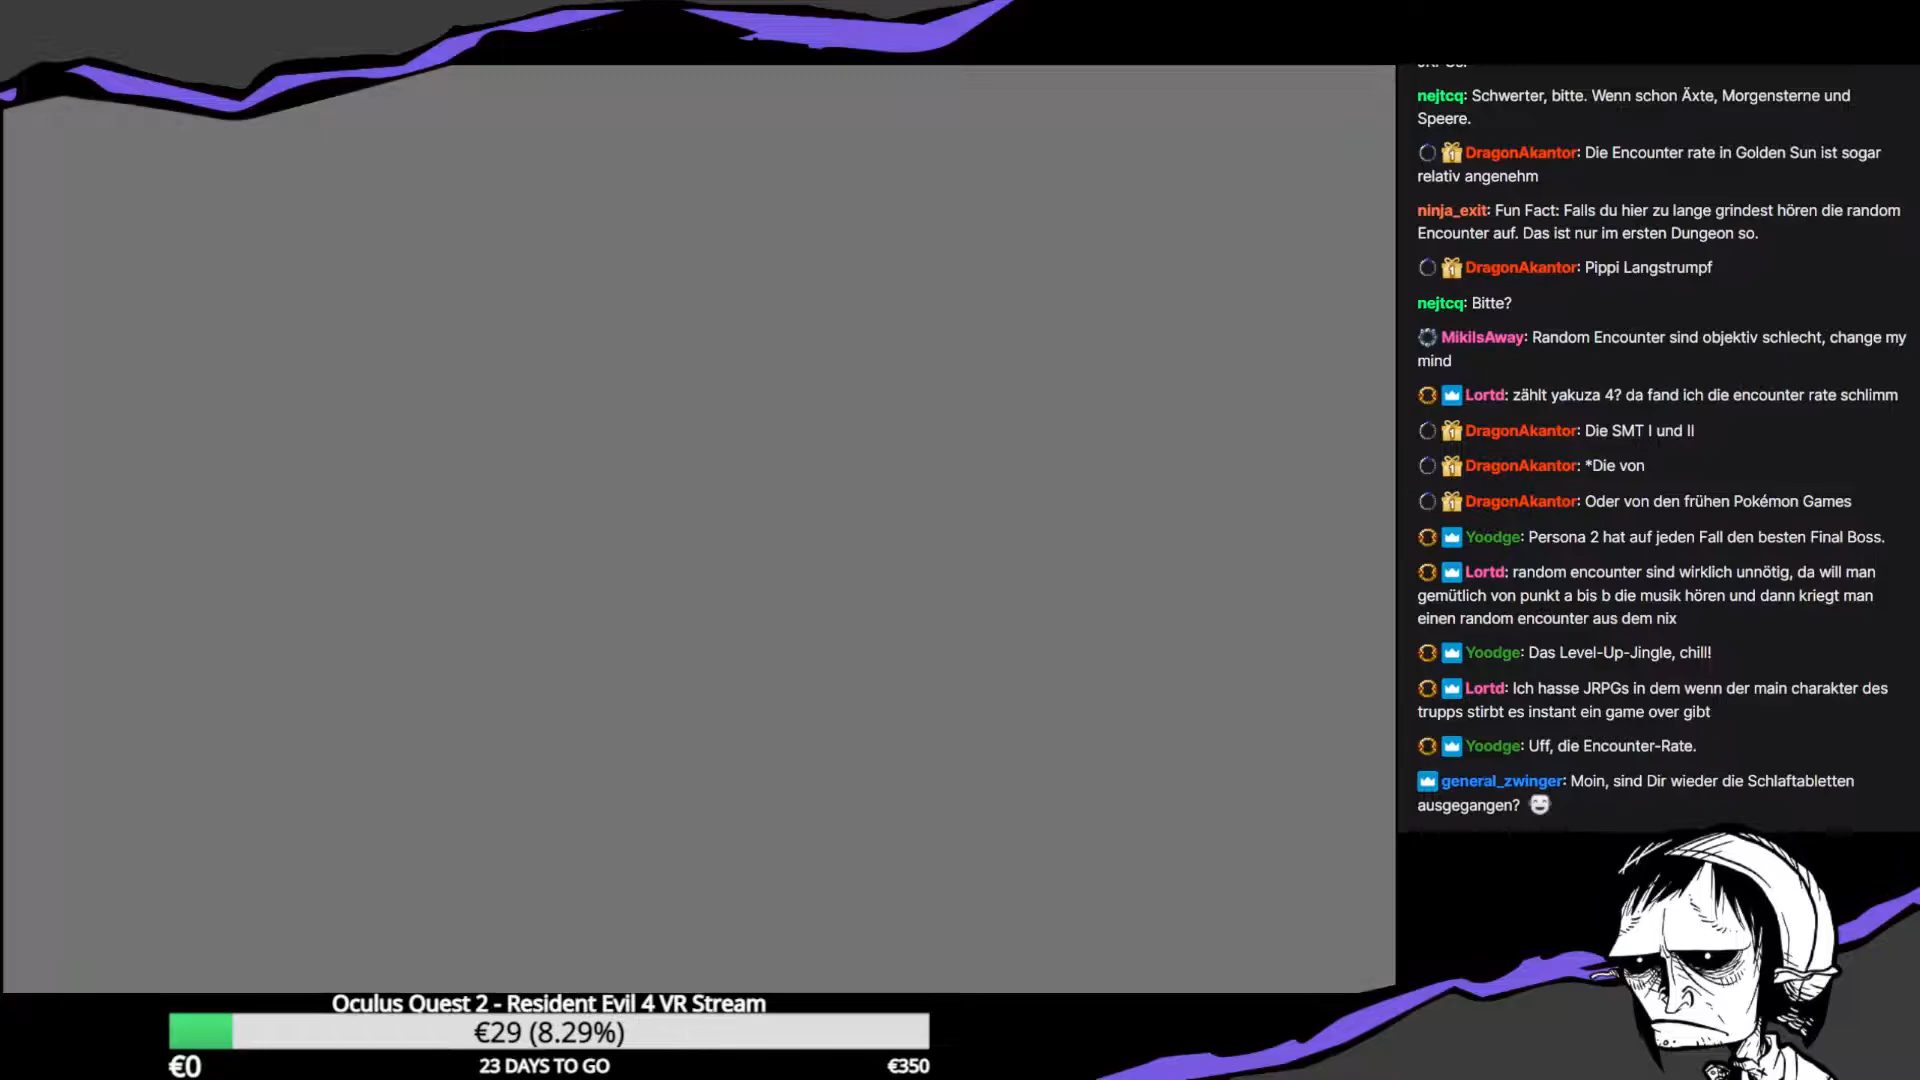 nejtcq: Schwerter, bitte. Wenn schon Äxte, Morgensterne und
Speere.
DragonAkantor: Die Encounter rate in Golden Sun ist sogar
relativ angenehm
ninja_exit: Fun Fact: Falls du hier zu lange grindest hören die random
Encounter auf. Das ist nur im ersten Dungeon so.
DragonAkantor: Pippi Langstrumpf
nejtcq: Bitte?
MikiIsAway: Random Encounter sind objektiv schlecht, change my
mind
Lortd: zählt yakuza 4? da fand ich die encounter rate schlimm
DragonAkantor: Die SMT I und II
DragonAkantor: *Die von
DragonAkantor: Oder von den frühen Pokémon Games
Yoodge: Persona 2 hat auf jeden Fall den besten Final Boss.
Lortd: random encounter sind wirklich unnötig, da will man
gemütlich von punkt a bis b die musik hören und dann kriegt man
einen random encounter aus dem nix
Yoodge: Das Level-Up-Jingle, chill!
Lortd: Ich hasse JRPGs in dem wenn der main charakter des
trupps stirbt es instant ein game over gibt
Yoodge: Uff, die Encounter-Rate.
general_zwinger: Moin, sind Dir wieder die Schlaftabletten
ausgegangen?
Oculus Quest 2 - Resident Evil 4 VR Stream
€29 (8.29%)
€0 23 DAYS TO GO €350